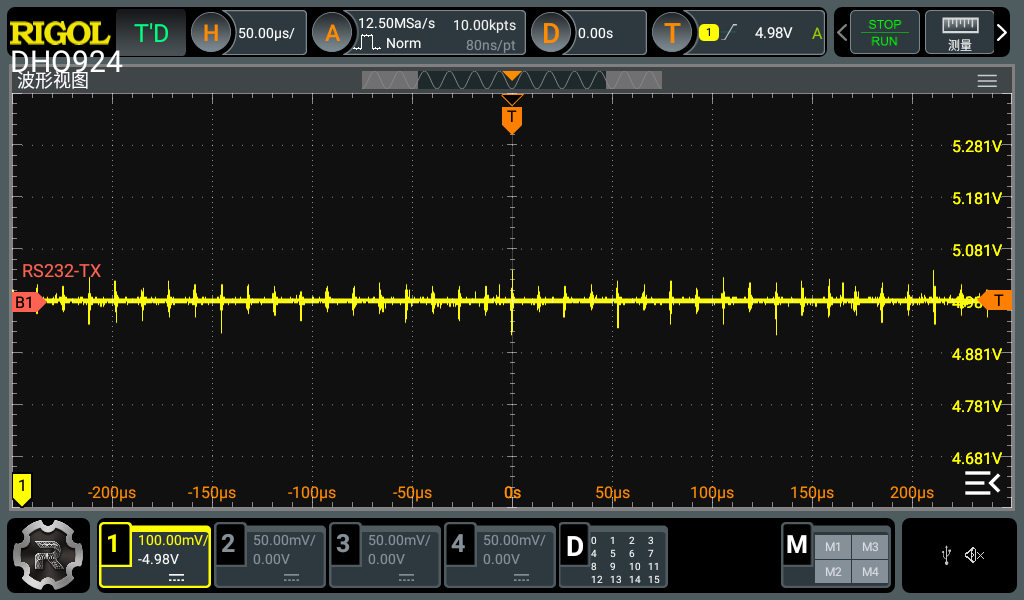 RIGOL
DHO924
T'D
H
50.00µs/
A
12.50MSa/s
Norm
10.00kpts
80ns/pt
D
0.00s
T
1
4.98V
A
STOP
RUN
测量
波形视图
T
5.281V
5.181V
5.081V
RS232-TX
B1
T
4.881V
4.781V
4.681V
1
-200µs
-150µs
-100µs
-50µs
0s
50µs
100µs
150µs
200µs
1
100.00mV/
-4.98V
2
50.00mV/
0.00V
3
50.00mV/
0.00V
4
50.00mV/
0.00V
D
0 1 2 3
4 5 6 7
8 9 10 11
12 13 14 15
M
M1 M3
M2 M4